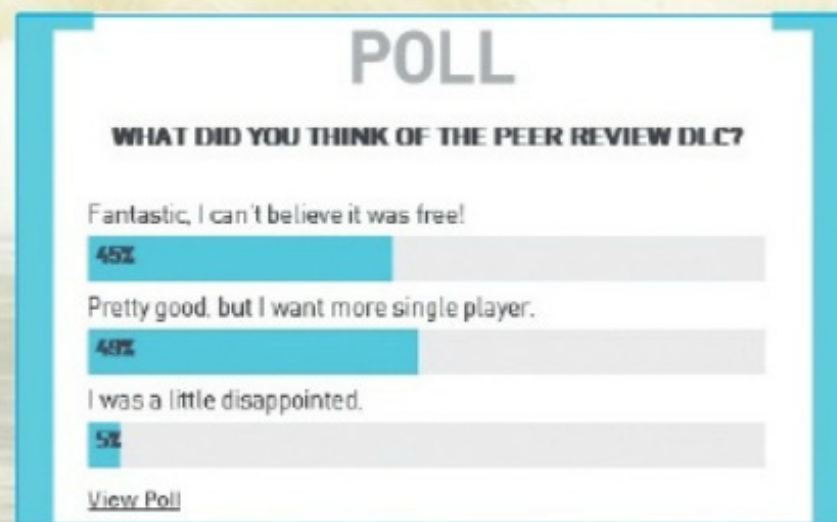 POLL
WHAT DID YOU THINK OF THE PEER REVIEW DLC?
Fantastic, I can't believe it was free!
45%
Pretty good, but I want more single player.
49%
I was a little disappointed.
5%
View Poll